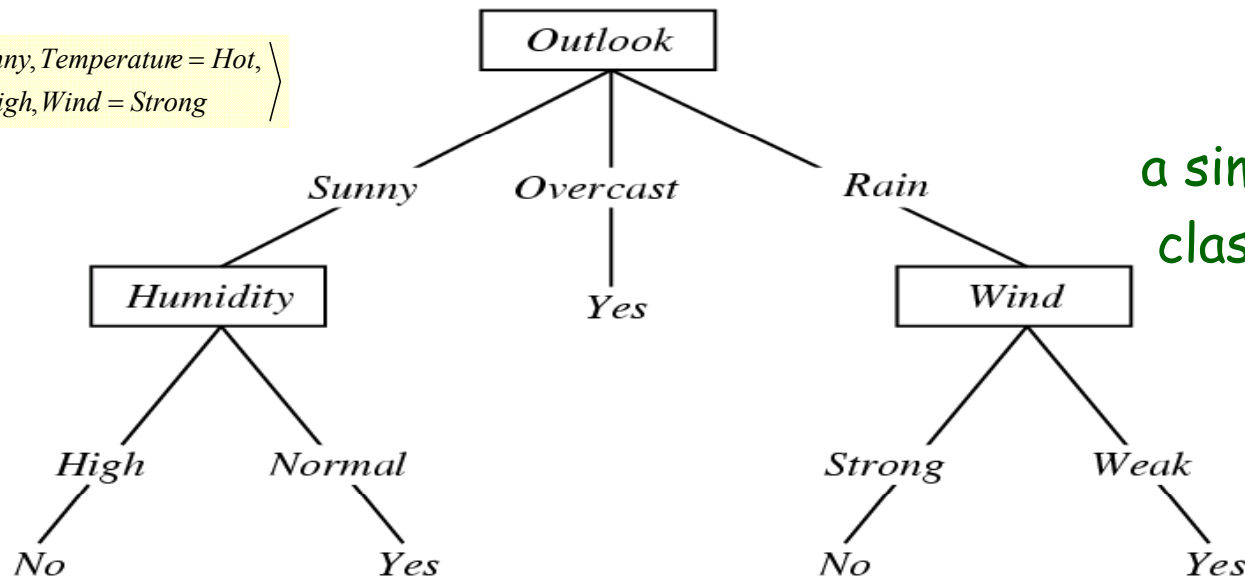 Outlook
nny, Temperature = Hot,
igh, Wind = Strong
a sin
clas
Sunny Overcast Rain
Humidity Yes Wind
High Normal Strong Weak
No Yes No Yes